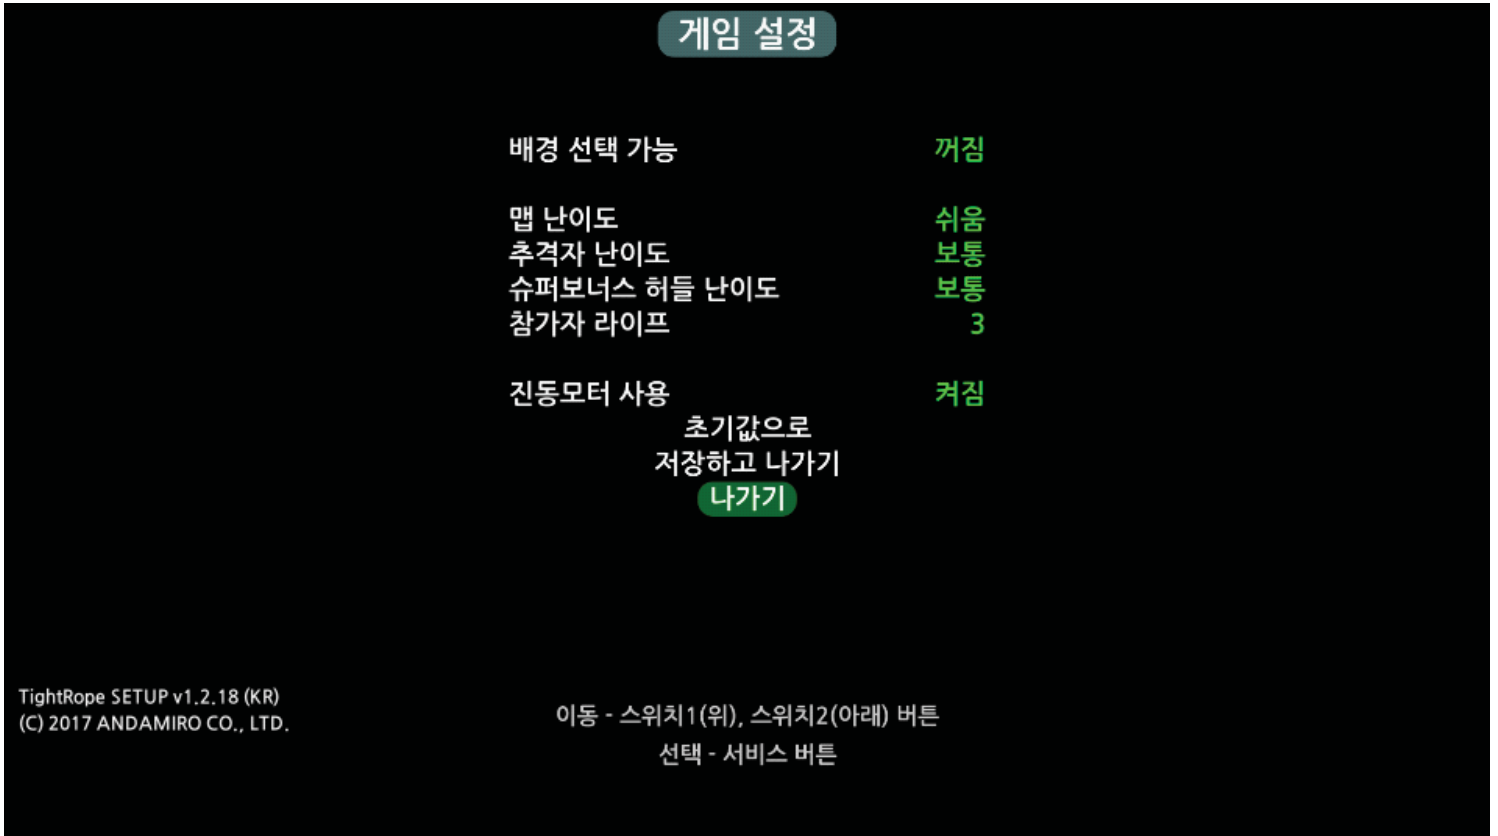 게임 설정
배경 선택 가능 꺼짐
맵 난이도 쉬움
추격자 난이도 보통
슈퍼보너스 허들 난이도 보통
참가자 라이프 3
진동모터 사용 켜짐
초기값으로
저장하고 나가기
나가기
TightRope SETUP v1.2.18 (KR)
(C) 2017 ANDAMIRO CO., LTD.
이동 - 스위치1(위), 스위치2(아래) 버튼
선택 - 서비스 버튼